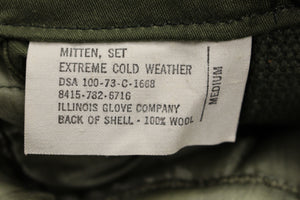 MITTEN, SET
EXTREME COLD WEATHER
DSA 100-73-C-1668
8415-782-6716
ILLINOIS GLOVE COMPANY
BACK OF SHELL - 100% WOOL
MEDIUM